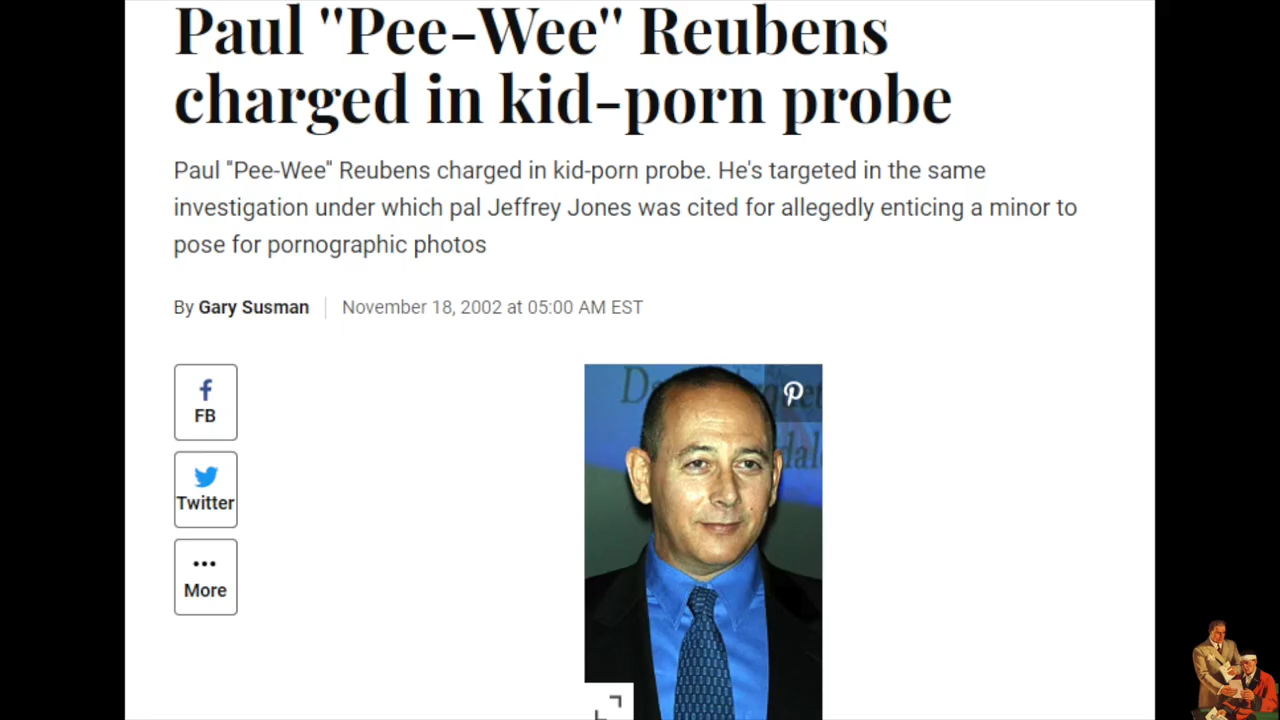 Paul "Pee-Wee" Reubens
charged in kid-porn probe
Paul "Pee-Wee" Reubens charged in kid-porn probe. He's targeted in the same
investigation under which pal Jeffrey Jones was cited for allegedly enticing a minor to
pose for pornographic photos
By Gary Susman | November 18, 2002 at 05:00 AM EST
FB
Twitter
More